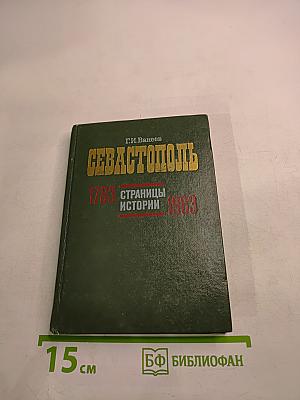 Г.И. Ванеев
СЕВАСТОПОЛЬ
1783 СТРАНИЦЫ ИСТОРИИ 1983
15 см
БФ БИБЛИОФАН